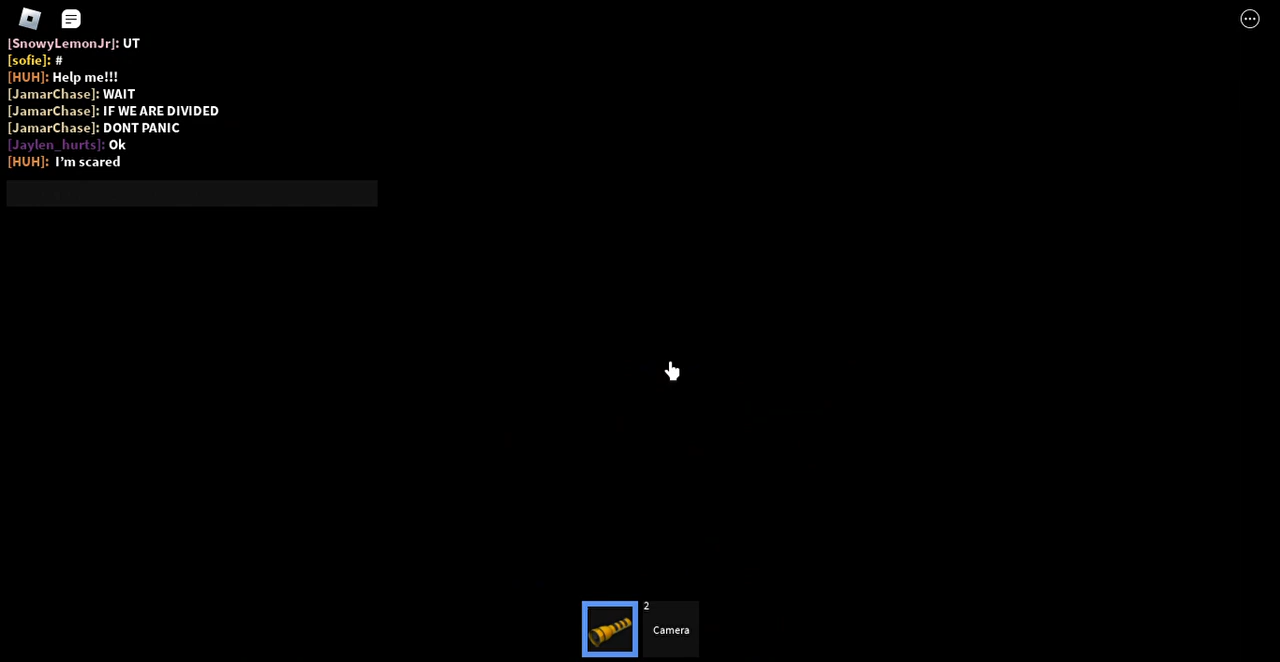 [SnowyLemonJr]: UT
[sofie]: #
[HUH]: Help me!!!
[JamarChase]: WAIT
[JamarChase]: IF WE ARE DIVIDED
[JamarChase]: DONT PANIC
[Jaylen_hurts]: Ok
[HUH]: I’m scared
2
Camera